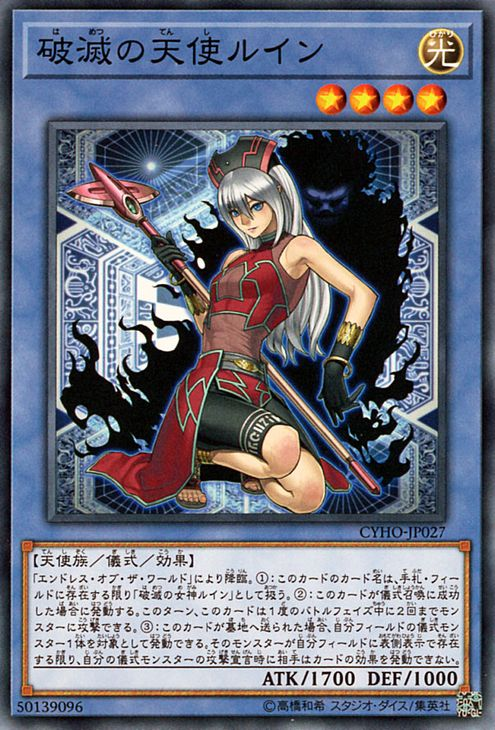 破滅の天使ルイン
光
CYHO-JP027
【天使族/儀式/効果】
「エンドレス・オブ・ザ・ワールド」により降臨。①:このカードのカード名は、手札・フィー
ルドに存在する限り「破滅の女神ルイン」として扱う。②:このカードが儀式召喚に成功
した場合に発動できる。このターン、このカードは1度のバトルフェイズ中に2回までモン
スターに攻撃できる。③:このカードが墓地へ送られた場合、自分フィールドの儀式モン
スター1体を対象として発動できる。そのモンスターが自分フィールドに表側表示で存在
する限り、自分の儀式モンスターの攻撃宣言時に相手はカードの効果を発動できない。
ATK/1700 DEF/1000
50139096
©高橋和希 スタジオ・ダイス/集英社